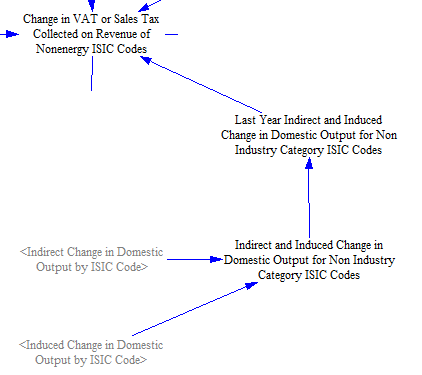 Change in VAT or Sales Tax
Collected on Revenue of
Nonenergy ISIC Codes
Last Year Indirect and Induced
Change in Domestic Output for Non
Industry Category ISIC Codes
<Indirect Change in Domestic
Output by ISIC Code>
Indirect and Induced Change in
Domestic Output for Non Industry
Category ISIC Codes
<Induced Change in Domestic
Output by ISIC Code>